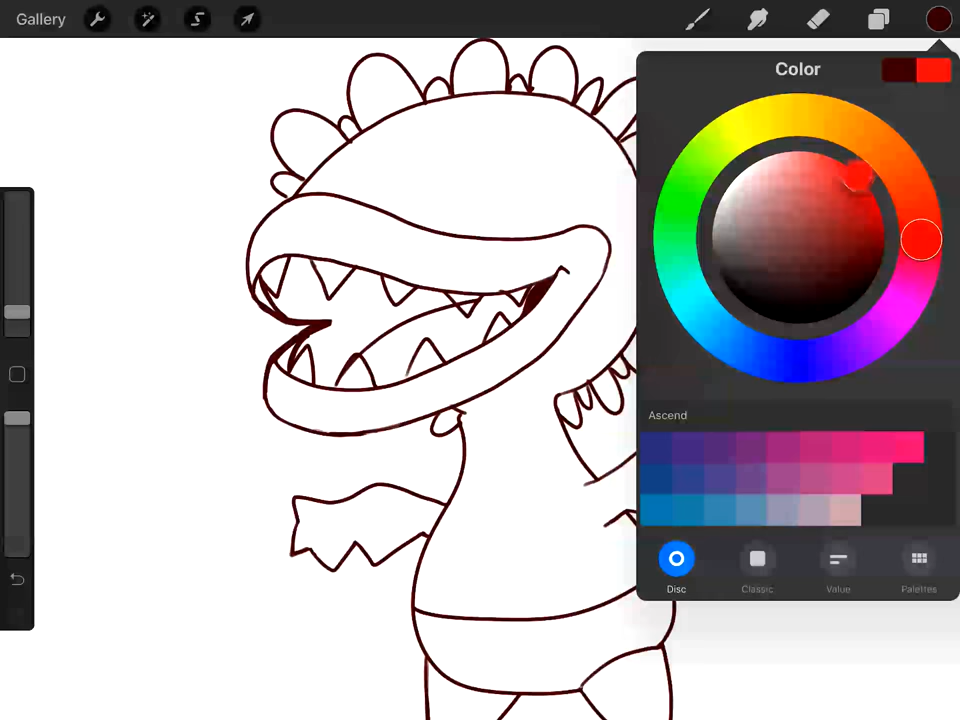 Gallery
Color
Ascend
Disc
Classic
Value
Palettes